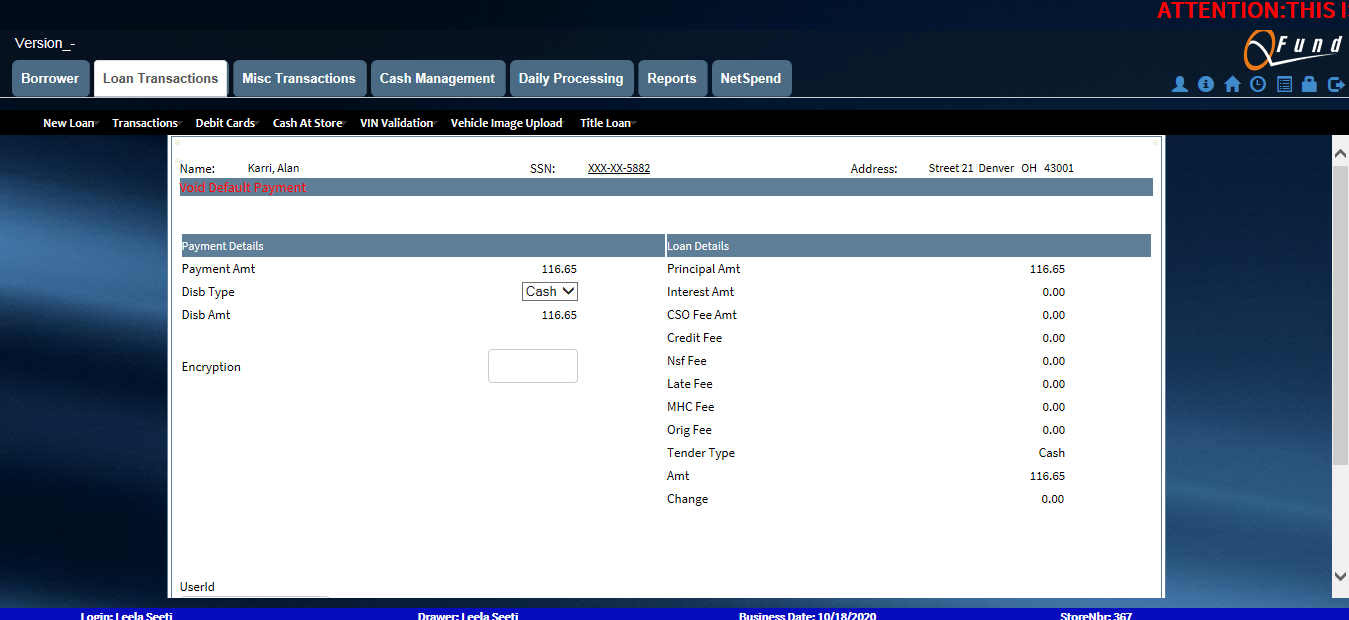 ATTENTION:THIS I
Version_-
QFund
Borrower Loan Transactions Misc Transactions Cash Management Daily Processing Reports NetSpend
New Loan Transactions Debit Cards Cash At Store VIN Validation Vehicle Image Upload Title Loan
Name: Karri, Alan SSN: XXX-XX-5882 Address: Street 21 Denver OH 43001
Void Default Payment
Payment Details Loan Details
Payment Amt 116.65 Principal Amt 116.65
Disb Type Cash Interest Amt 0.00
Disb Amt 116.65 CSO Fee Amt 0.00
Credit Fee 0.00
Encryption Nsf Fee 0.00
Late Fee 0.00
MHC Fee 0.00
Orig Fee 0.00
Tender Type Cash
Amt 116.65
Change 0.00
UserId
Login: Leela Seeti Drawer: Leela Seeti Business Date: 10/18/2020 StoreNbr: 367